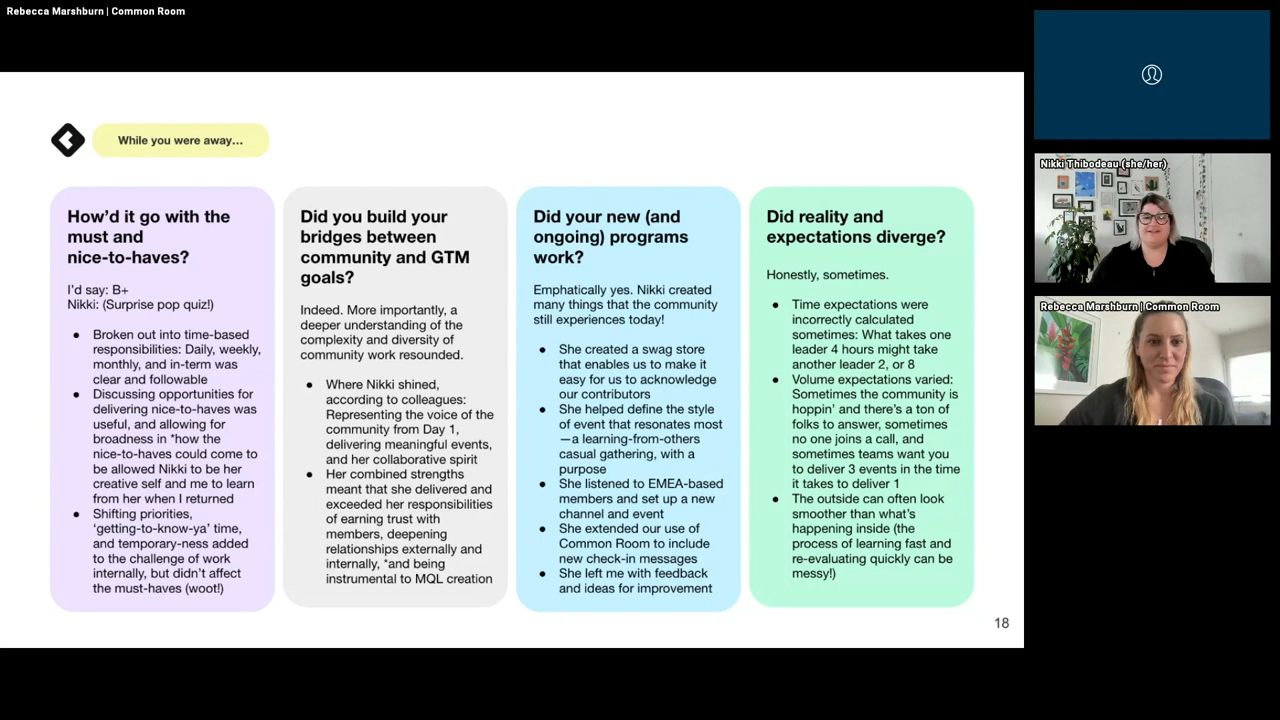 Rebecca Marshburn | Common Room
While you were away...
How'd it go with the
must and
nice-to-haves?
I'd say: B+
Nikki: (Surprise pop quiz!)
● Broken out into time-based
responsibilities: Daily, weekly,
monthly, and in-term was
clear and followable
● Discussing opportunities for
delivering nice-to-haves was
useful, and allowing for
broadness in *how the
nice-to-haves could come to
be allowed Nikki to be her
creative self and me to learn
from her when I returned
● Shifting priorities,
'getting-to-know-ya' time,
and temporary-ness added
to the challenge of work
internally, but didn't affect
the must-haves (woot!)
Did you build your
bridges between
community and GTM
goals?
Indeed. More importantly, a
deeper understanding of the
complexity and diversity of
community work resounded.
● Where Nikki shined,
according to colleagues:
Representing the voice of the
community from Day 1,
delivering meaningful events,
and her collaborative spirit
● Her combined strengths
meant that she delivered and
exceeded her responsibilities
of earning trust with
members, deepening
relationships externally and
internally, *and being
instrumental to MQL creation
Did your new (and
ongoing) programs
work?
Emphatically yes. Nikki created
many things that the community
still experiences today!
● She created a swag store
that enables us to make it
easy for us to acknowledge
our contributors
● She helped define the style
of event that resonates most
—a learning-from-others
casual gathering, with a
purpose
● She listened to EMEA-based
members and set up a new
channel and event
● She extended our use of
Common Room to include
new check-in messages
● She left me with feedback
and ideas for improvement
Did reality and
expectations diverge?
Honestly, sometimes.
● Time expectations were
incorrectly calculated
sometimes: What takes one
leader 4 hours might take
another leader 2, or 8
● Volume expectations varied:
Sometimes the community is
hoppin' and there's a ton of
folks to answer, sometimes
no one joins a call, and
sometimes teams want you
to deliver 3 events in the time
it takes to deliver 1
● The outside can often look
smoother than what's
happening inside (the
process of learning fast and
re-evaluating quickly can be
messy!)
18
Nikki Thibodeau (she/her)
Rebecca Marshburn | Common Room